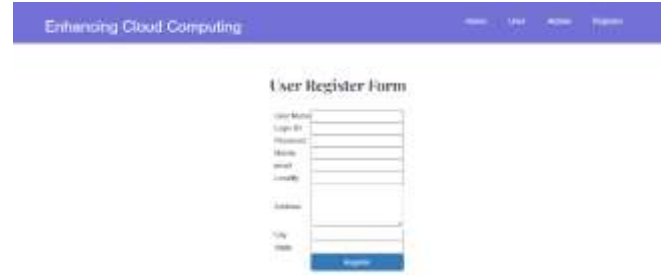 Enhancing Cloud Computing
Home User Admin Register
User Register Form
User Name
Login ID
Password
Mobile
email
Locality
Address
City
State
Register